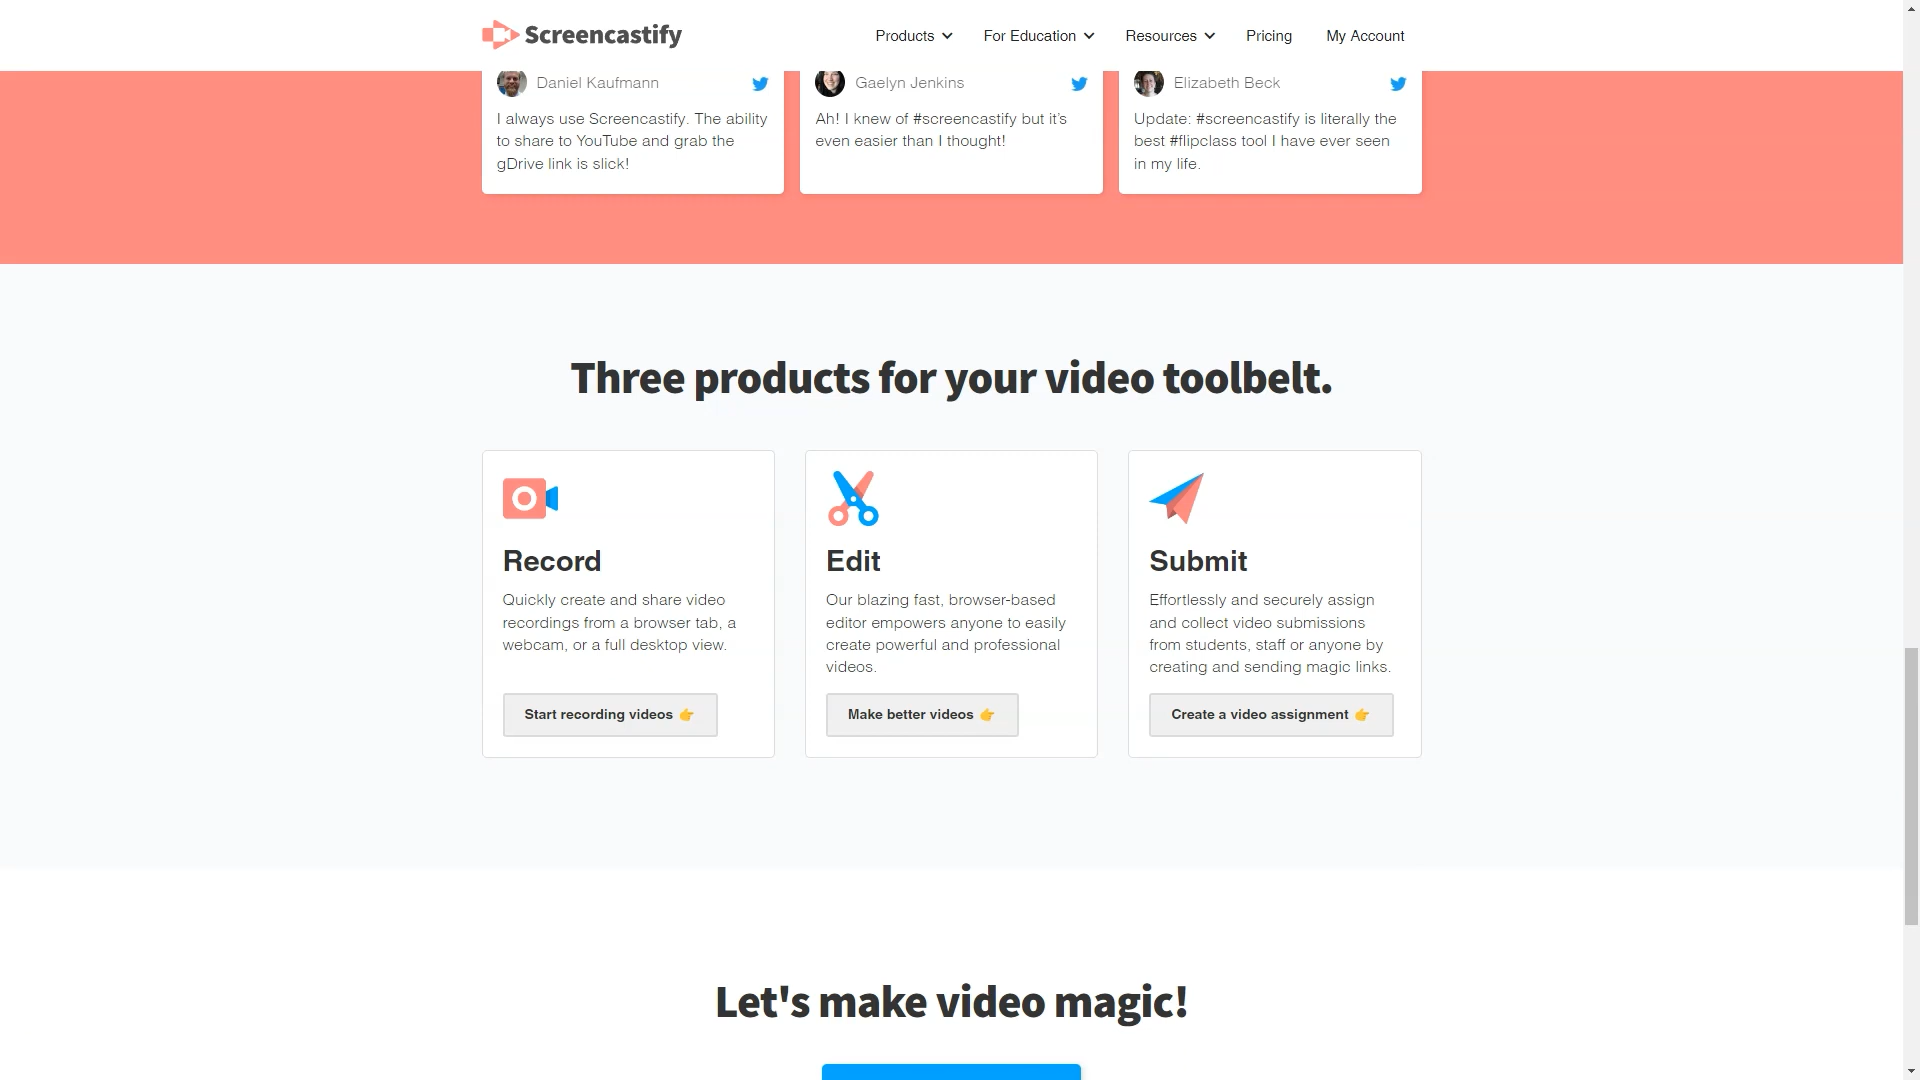 Screencastify
Products
For Education
Resources
Pricing
My Account
Daniel Kaufmann
I always use Screencastify. The ability
to share to YouTube and grab the
gDrive link is slick!
Gaelyn Jenkins
Ah! I knew of #screencastify but it’s
even easier than I thought!
Elizabeth Beck
Update: #screencastify is literally the
best #flipclass tool I have ever seen
in my life.
Three products for your video toolbelt.
Record
Quickly create and share video
recordings from a browser tab, a
webcam, or a full desktop view.
Start recording videos 👉
Edit
Our blazing fast, browser-based
editor empowers anyone to easily
create powerful and professional
videos.
Make better videos 👉
Submit
Effortlessly and securely assign
and collect video submissions
from students, staff or anyone by
creating and sending magic links.
Create a video assignment 👉
Let's make video magic!